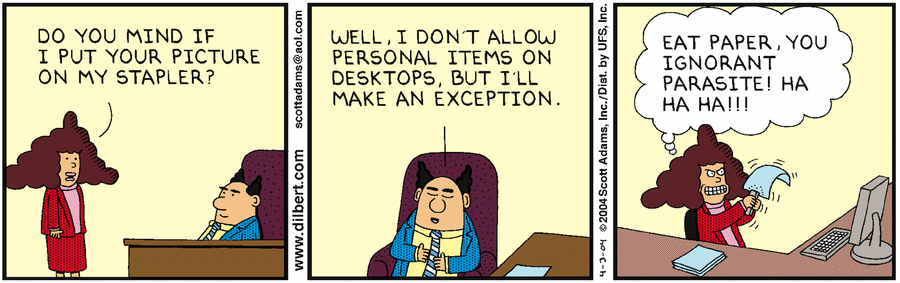 DO YOU MIND IF
I PUT YOUR PICTURE
ON MY STAPLER?
www.dilbert.com scottadams@aol.com
WELL, I DON'T ALLOW
PERSONAL ITEMS ON
DESKTOPS, BUT I'LL
MAKE AN EXCEPTION.
4-3-04 © 2004 Scott Adams, Inc./Dist. by UFS, Inc.
EAT PAPER, YOU
IGNORANT
PARASITE! HA
HA HA!!!